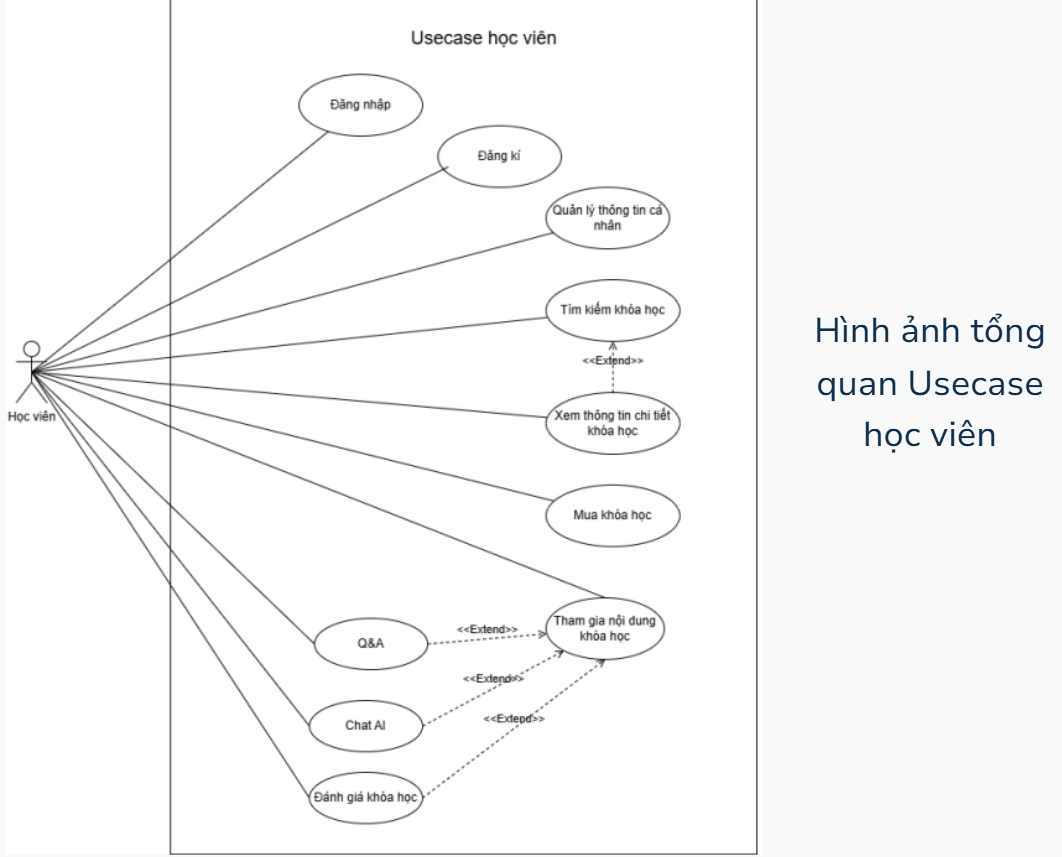 Usecase học viên
Đăng nhập
Đăng kí
Quản lý thông tin cá
nhân
Tìm kiếm khóa học
<<Extend>>
Xem thông tin chi tiết
khóa học
Mua khóa học
Học viên
Tham gia nội dung
khóa học
<<Extend>>
Q&A
<<Extend>>
Chat AI
<<Extend>>
Đánh giá khóa học
Hình ảnh tổng
quan Usecase
học viên